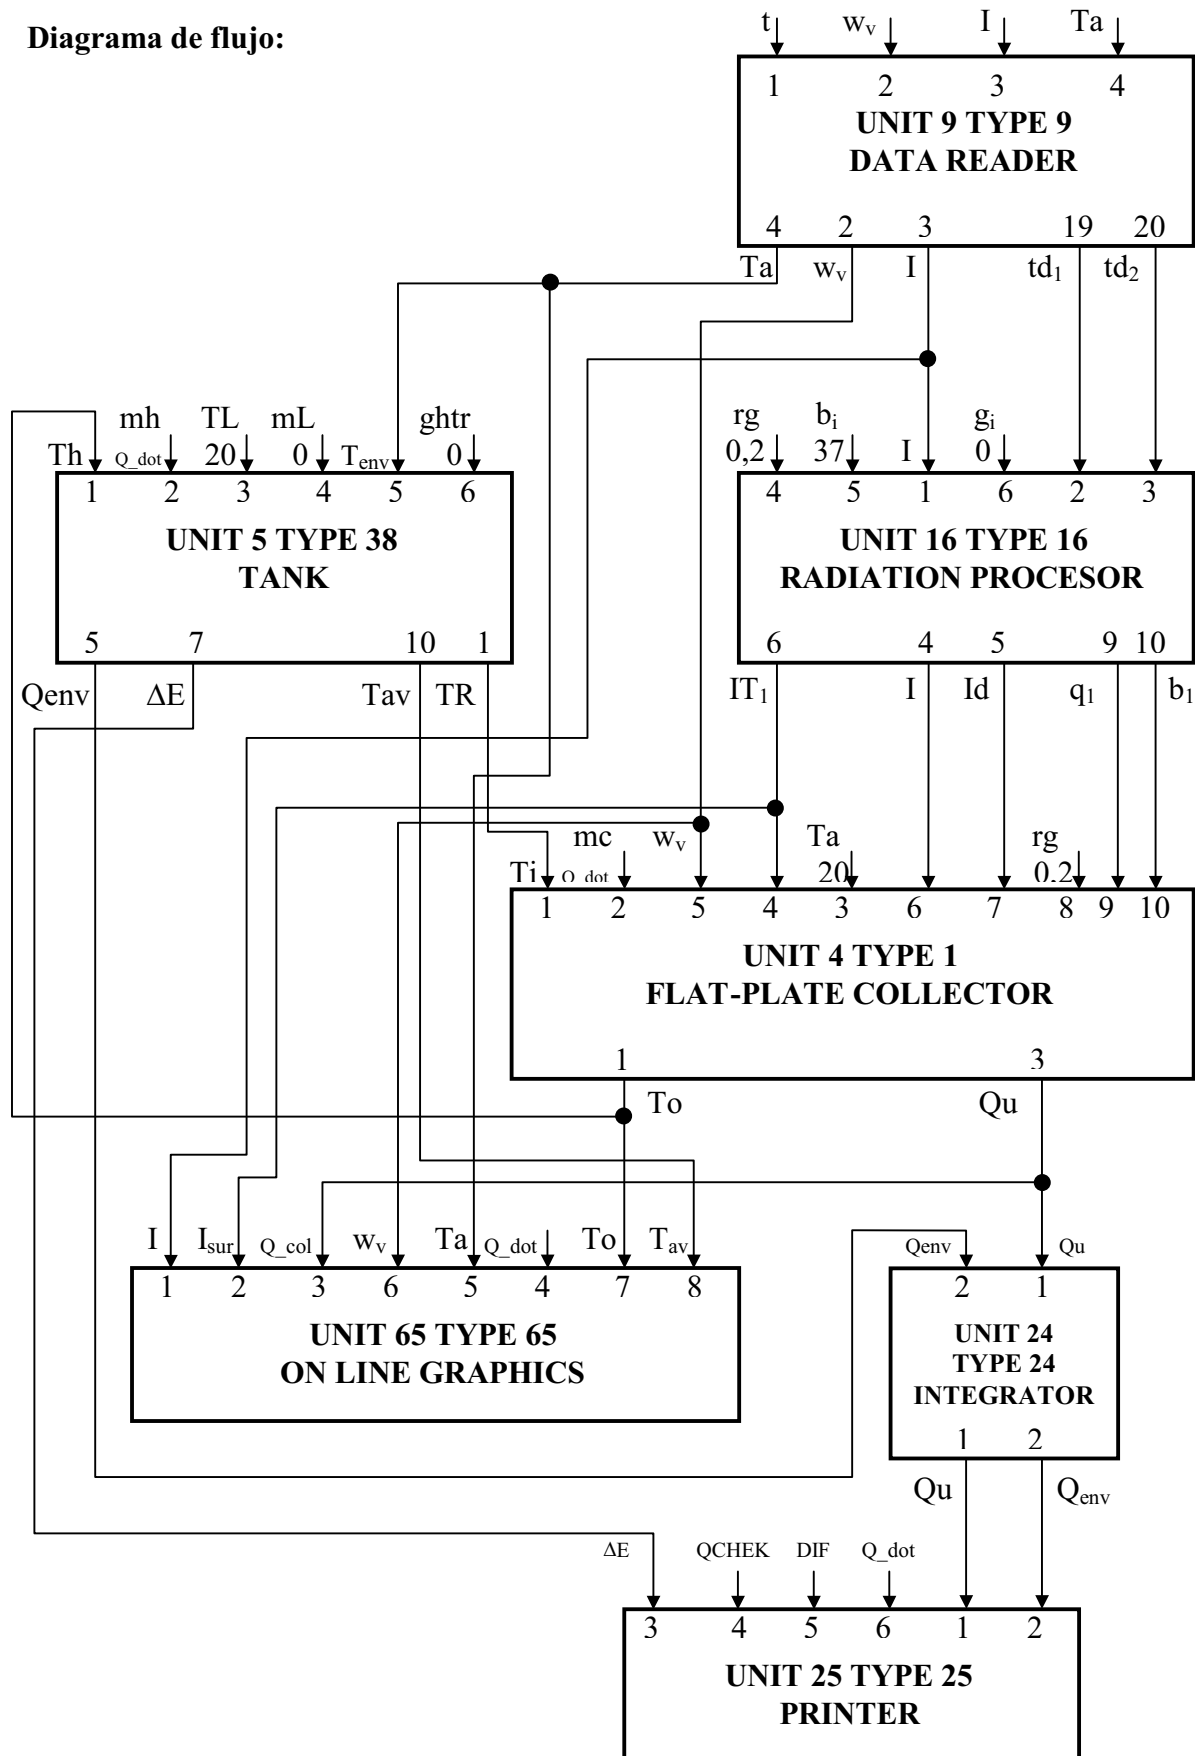 Diagrama de flujo:
t wv I Ta
1 2 3 4
UNIT 9 TYPE 9
DATA READER
4 2 3 19 20
Ta wv I td1 td2
mh TL mL ghtr
Th Q_dot 20 0 Tenv 0
1 2 3 4 5 6
UNIT 5 TYPE 38
TANK
5 7 10 1
Qenv ΔE Tav TR
rg bi gi
0,2 37 I 0
4 5 1 6 2 3
UNIT 16 TYPE 16
RADIATION PROCESOR
6 4 5 9 10
IT1 I Id q1 b1
mc wv Ta rg
Ti Q_dot 20 0,2
1 2 5 4 3 6 7 8 9 10
UNIT 4 TYPE 1
FLAT-PLATE COLLECTOR
1 3
To Qu
I Isur Q_col wv Ta Q_dot To Tav
1 2 3 6 5 4 7 8
UNIT 65 TYPE 65
ON LINE GRAPHICS
Qenv Qu
2 1
UNIT 24
TYPE 24
INTEGRATOR
1 2
Qu Qenv
ΔE QCHEK DIF Q_dot
3 4 5 6 1 2
UNIT 25 TYPE 25
PRINTER